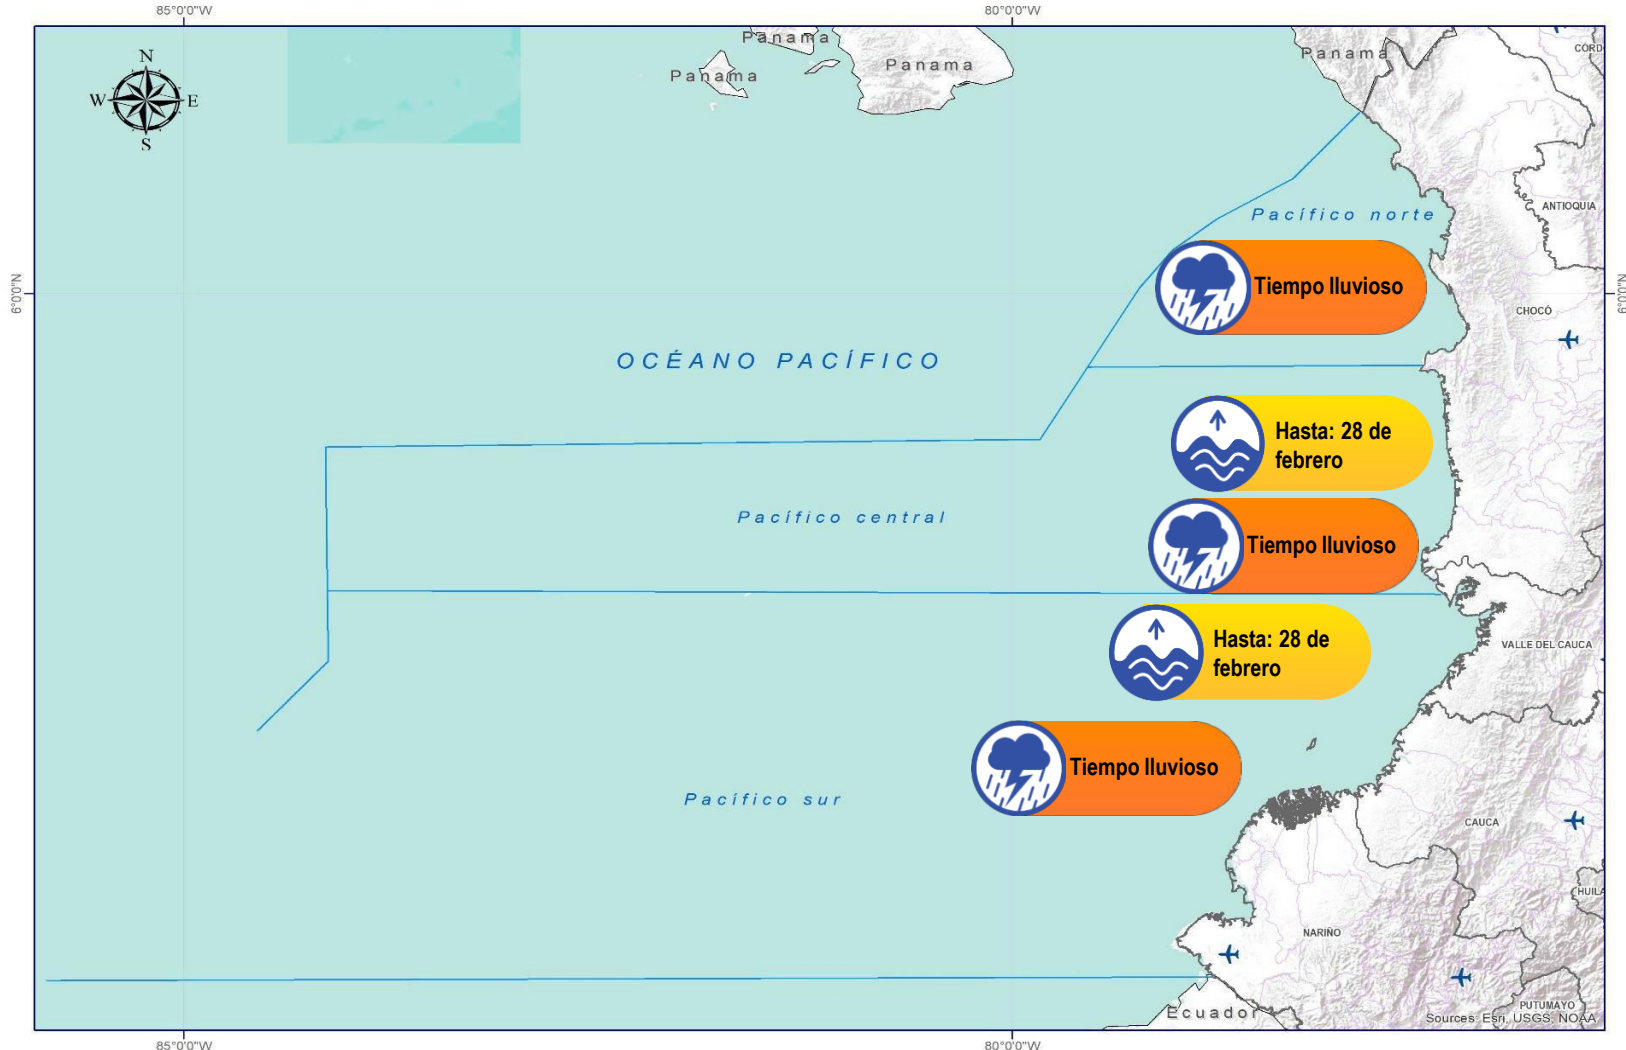 85°0'0"W
80°0'0"W
N
W
E
S
Panama
Panama
Panama
Panama
CÓRD
ANTIOQUIA
Pacífico norte
6°0'0"N
6°0'0"N
Tiempo lluvioso
CHOCÓ
OCÉANO PACÍFICO
Hasta: 28 de
febrero
Pacífico central
Tiempo lluvioso
Hasta: 28 de
febrero
VALLE DEL CAUCA
Tiempo lluvioso
Pacífico sur
CAUCA
HUILA
NARIÑO
Ecuador
PUTUMAYO
Sources: Esri, USGS, NOAA
85°0'0"W
80°0'0"W